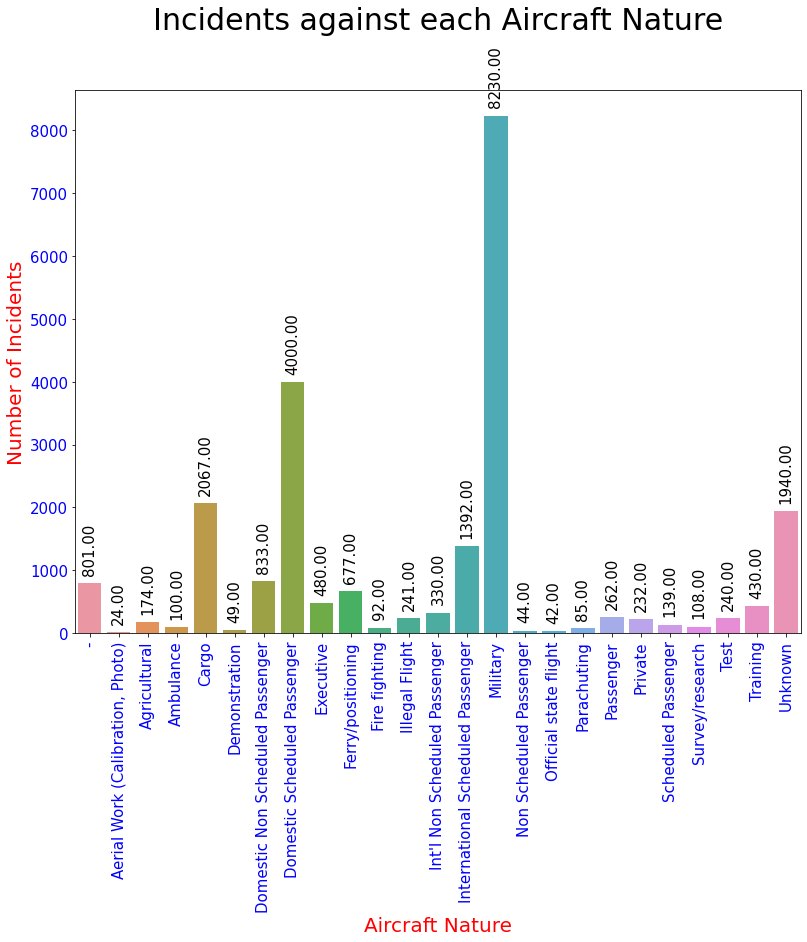 Incidents against each Aircraft Nature
Number of Incidents
8000
7000
6000
5000
4000
3000
2000
1000
0
801.00
24.00
174.00
100.00
2067.00
49.00
833.00
4000.00
480.00
677.00
92.00
241.00
330.00
1392.00
8230.00
44.00
42.00
85.00
262.00
232.00
139.00
108.00
240.00
430.00
1940.00
-
Aerial Work (Calibration, Photo)
Agricultural
Ambulance
Cargo
Demonstration
Domestic Non Scheduled Passenger
Domestic Scheduled Passenger
Executive
Ferry/positioning
Fire fighting
Illegal Flight
Int'l Non Scheduled Passenger
International Scheduled Passenger
Military
Non Scheduled Passenger
Official state flight
Parachuting
Passenger
Private
Scheduled Passenger
Survey/research
Test
Training
Unknown
Aircraft Nature